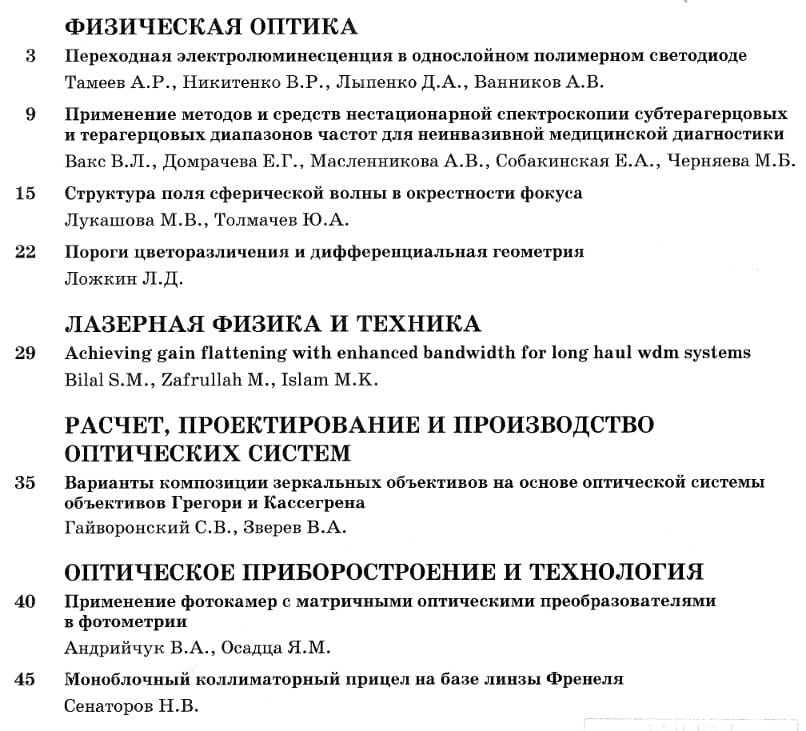 ФИЗИЧЕСКАЯ ОПТИКА
3 Переходная электролюминесценция в однослойном полимерном светодиоде
Тамеев А.Р., Никитенко В.Р., Лыпенко Д.А., Ванников А.В.
9 Применение методов и средств нестационарной спектроскопии субтерагерцовых
и терагерцовых диапазонов частот для неинвазивной медицинской диагностики
Вакс В.Л., Домрачева Е.Г., Масленникова А.В., Собакинская Е.А., Черняева М.Б.
15 Структура поля сферической волны в окрестности фокуса
Лукашова М.В., Толмачев Ю.А.
22 Пороги цветоразличения и дифференциальная геометрия
Ложкин Л.Д.
ЛАЗЕРНАЯ ФИЗИКА И ТЕХНИКА
29 Achieving gain flattening with enhanced bandwidth for long haul wdm systems
Bilal S.M., Zafrullah M., Islam M.K.
РАСЧЕТ, ПРОЕКТИРОВАНИЕ И ПРОИЗВОДСТВО
ОПТИЧЕСКИХ СИСТЕМ
35 Варианты композиции зеркальных объективов на основе оптической системы
объективов Грегори и Кассегрена
Гайворонский С.В., Зверев В.А.
ОПТИЧЕСКОЕ ПРИБОРОСТРОЕНИЕ И ТЕХНОЛОГИЯ
40 Применение фотокамер с матричными оптическими преобразователями
в фотометрии
Андрийчук В.А., Осадца Я.М.
45 Моноблочный коллиматорный прицел на базе линзы Френеля
Сенаторов Н.В.